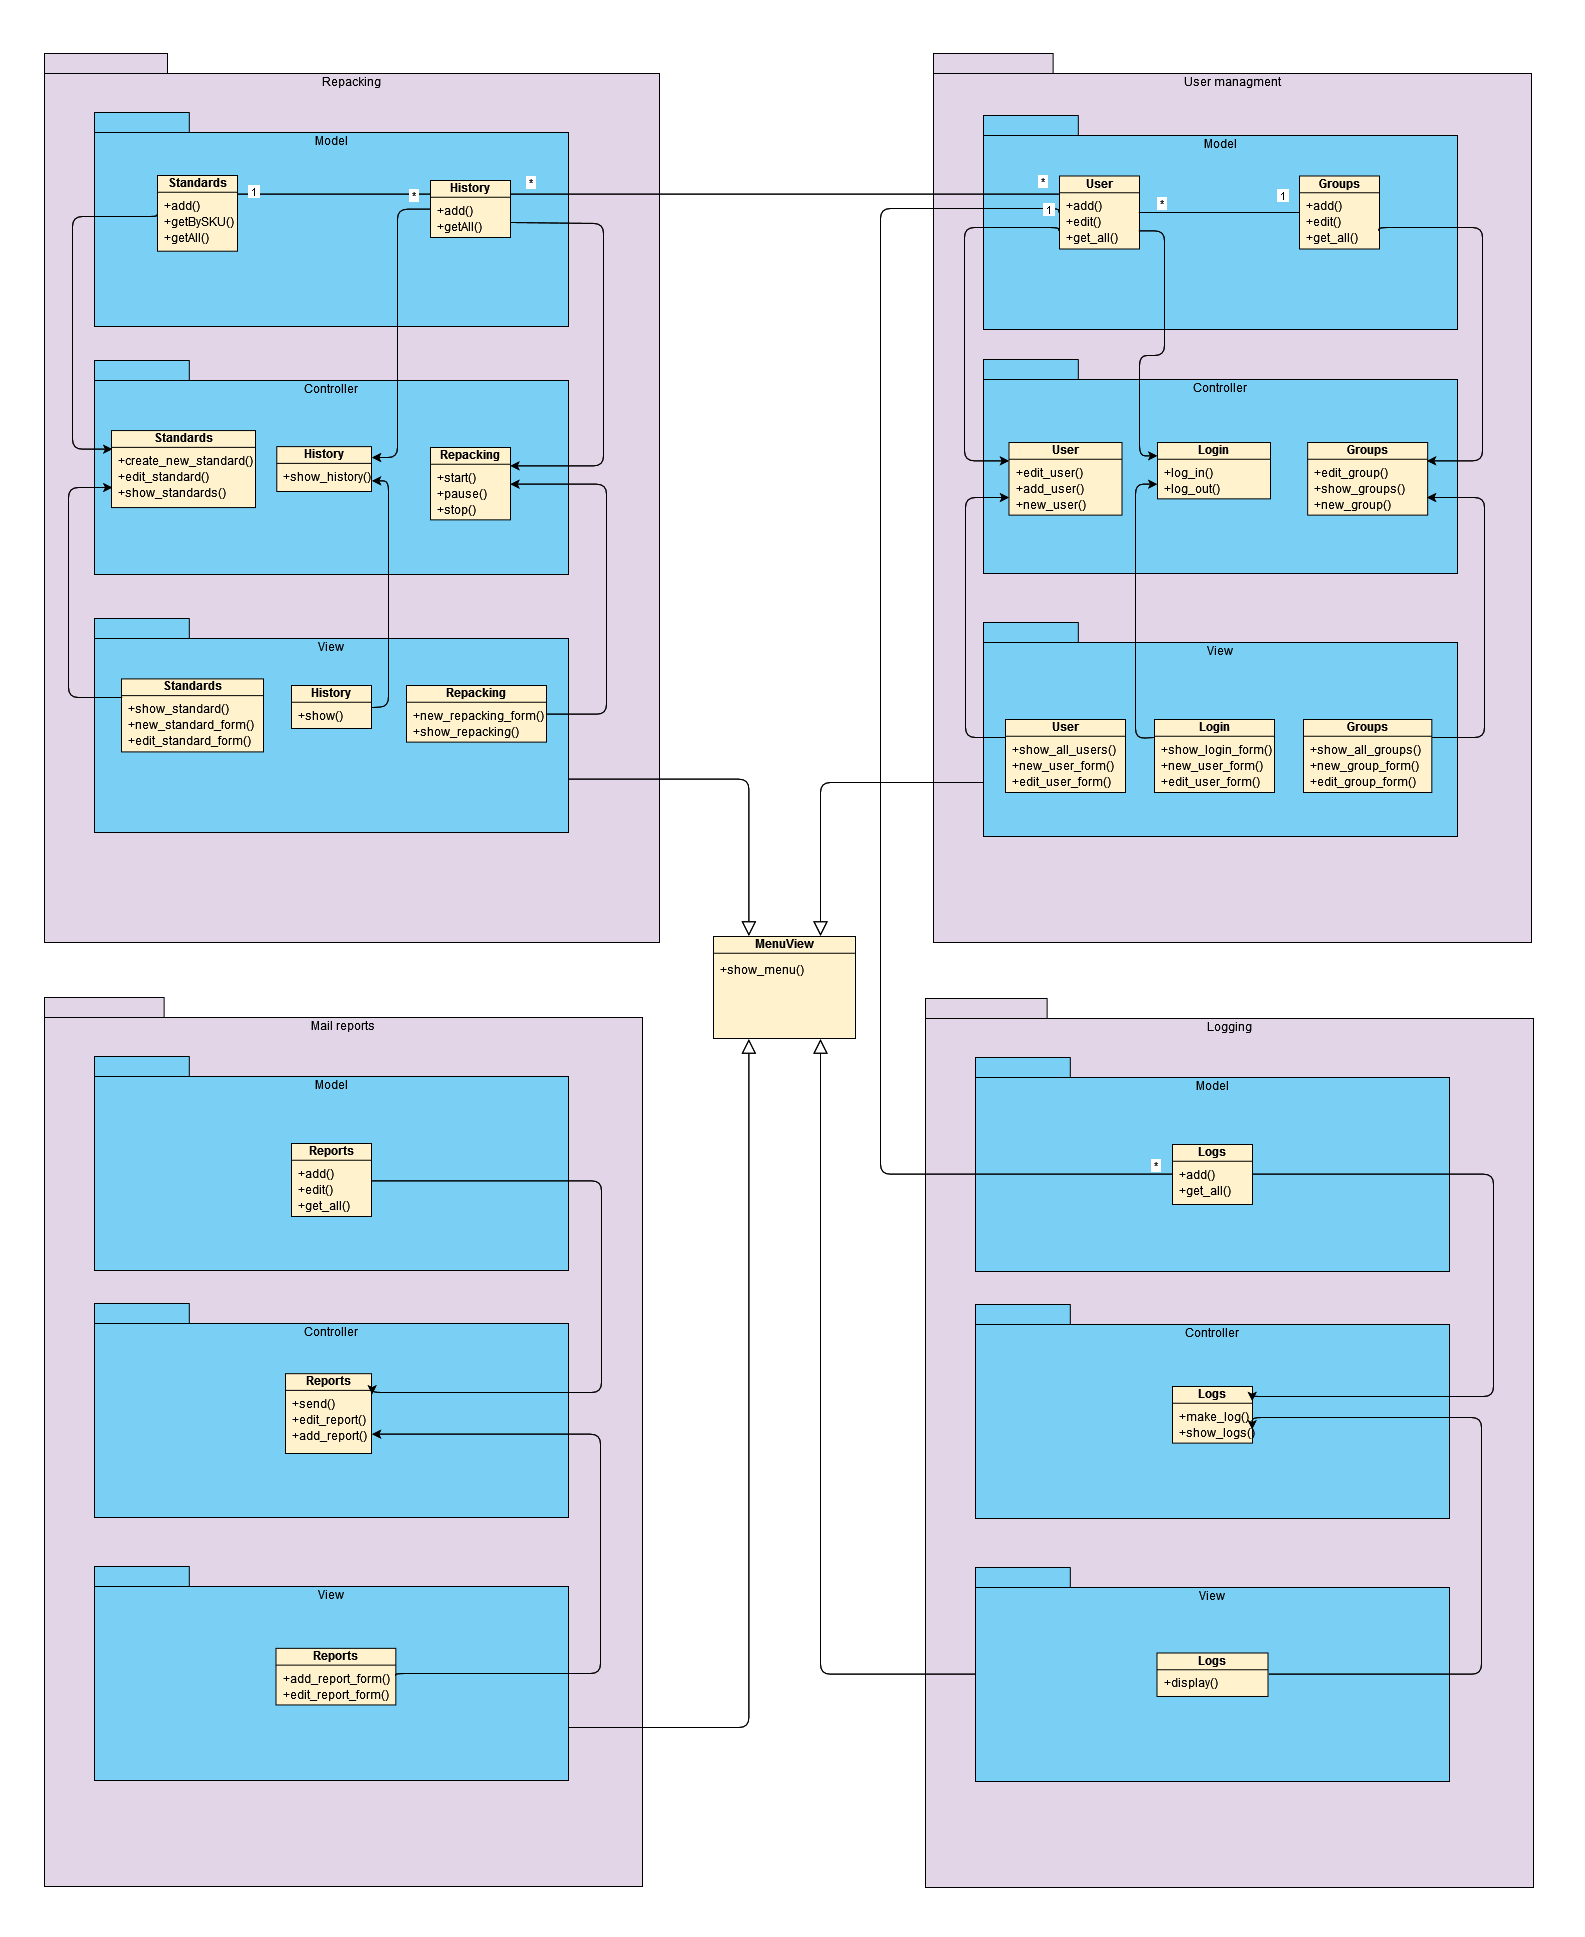 Repacking
Model
Standards
+add()
+getBySKU()
+getAll()
1
*
History
+add()
+getAll()
*
Controller
Standards
+create_new_standard()
+edit_standard()
+show_standards()
History
+show_history()
Repacking
+start()
+pause()
+stop()
View
Standards
+show_standard()
+new_standard_form()
+edit_standard_form()
History
+show()
Repacking
+new_repacking_form()
+show_repacking()
User managment
Model
*
1
User
+add()
+edit()
+get_all()
*
1
Groups
+add()
+edit()
+get_all()
Controller
User
+edit_user()
+add_user()
+new_user()
Login
+log_in()
+log_out()
Groups
+edit_group()
+show_groups()
+new_group()
View
User
+show_all_users()
+new_user_form()
+edit_user_form()
Login
+show_login_form()
+new_user_form()
+edit_user_form()
Groups
+show_all_groups()
+new_group_form()
+edit_group_form()
MenuView
+show_menu()
Mail reports
Model
Reports
+add()
+edit()
+get_all()
Controller
Reports
+send()
+edit_report()
+add_report()
View
Reports
+add_report_form()
+edit_report_form()
Logging
Model
*
Logs
+add()
+get_all()
Controller
Logs
+make_log()
+show_logs()
View
Logs
+display()